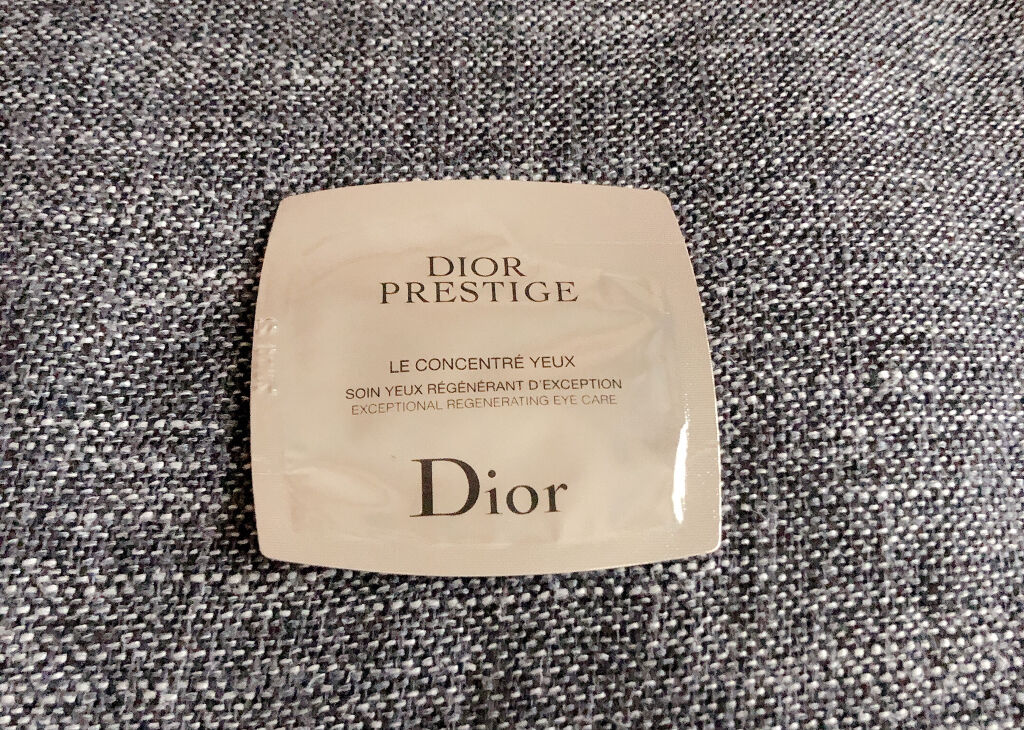 DIOR
PRESTIGE
LE CONCENTRÉ YEUX
SOIN YEUX RÉGÉNÉRANT D'EXCEPTION
EXCEPTIONAL REGENERATING EYE CARE
Dior